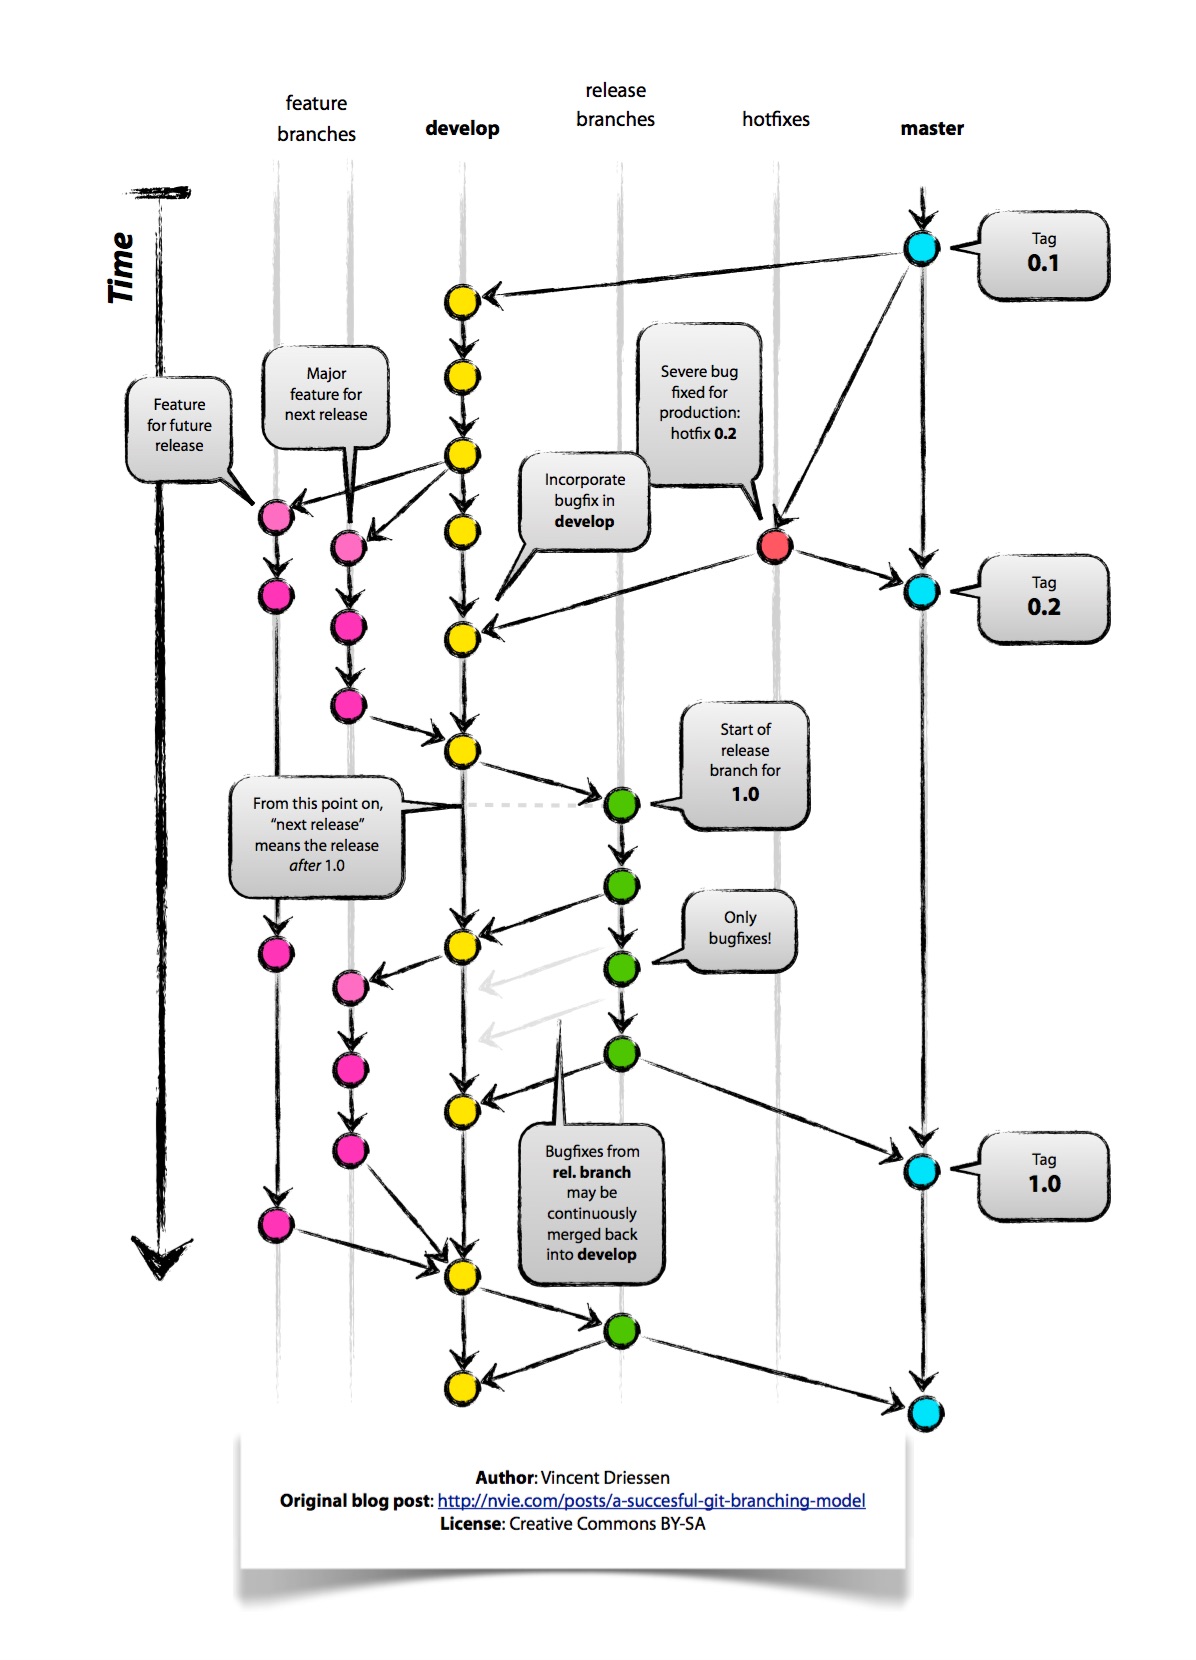 feature
branches
develop
release
branches
hotfixes
master
Time
Tag
0.1
Major
feature for
next release
Feature
for future
release
Severe bug
fixed for
production:
hotfix 0.2
Incorporate
bugfix in
develop
Tag
0.2
Start of
release
branch for
1.0
From this point on,
“next release”
means the release
after 1.0
Only
bugfixes!
Bugfixes from
rel. branch
may be
continuously
merged back
into develop
Tag
1.0
Author: Vincent Driessen
Original blog post: http://nvie.com/posts/a-succesful-git-branching-model
License: Creative Commons BY-SA